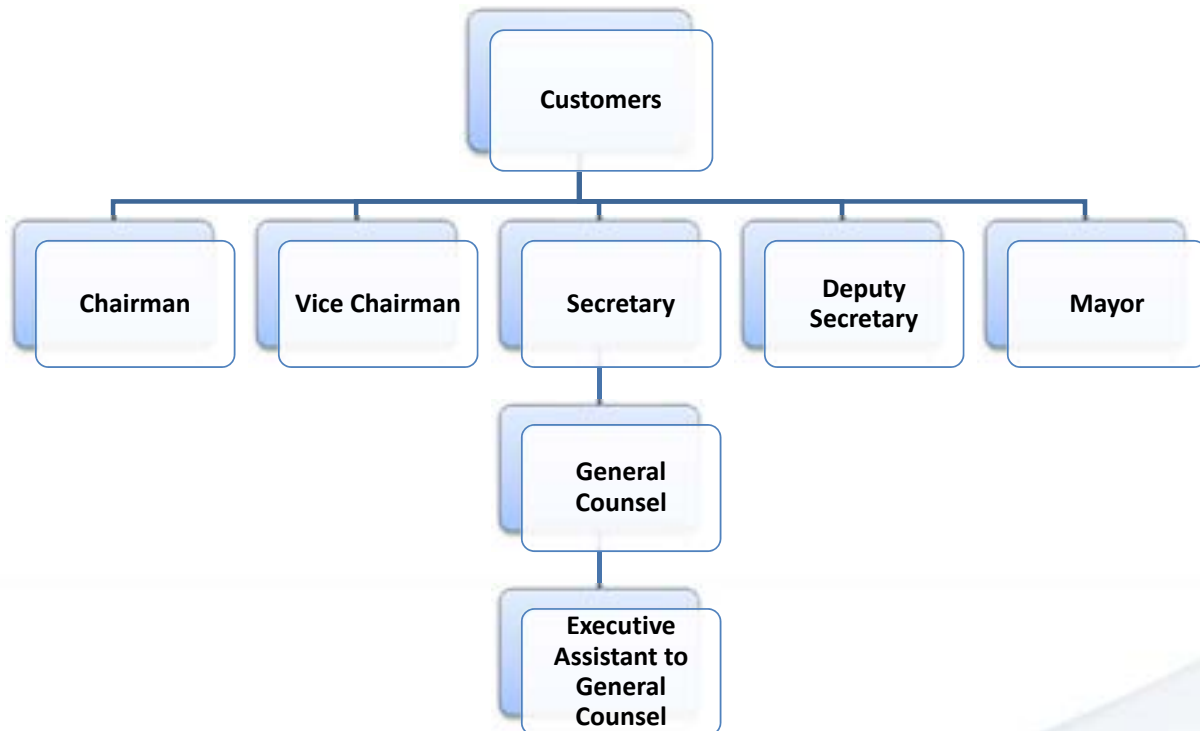 Customers
Chairman
Vice Chairman
Secretary
Deputy
Secretary
Mayor
General
Counsel
Executive
Assistant to
General
Counsel